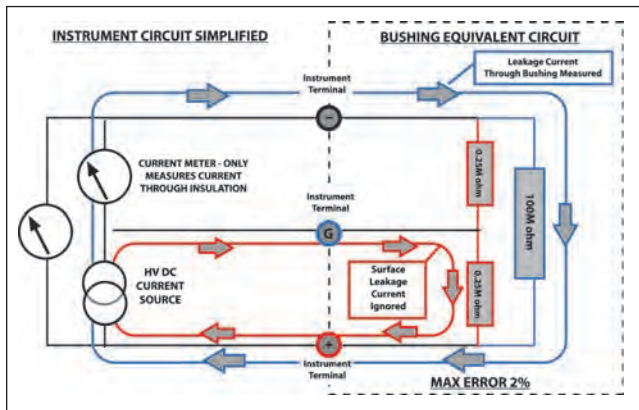 INSTRUMENT CIRCUIT SIMPLIFIED
BUSHING EQUIVALENT CIRCUIT
Leakage Current
Through Bushing Measured
Instrument
Terminal
−
CURRENT METER - ONLY
MEASURES CURRENT
THROUGH INSULATION
0.25M ohm
100M ohm
Instrument
Terminal
G
HV DC
CURRENT
SOURCE
Surface
Leakage
Current
Ignored
0.25M ohm
+
Instrument
Terminal
MAX ERROR 2%